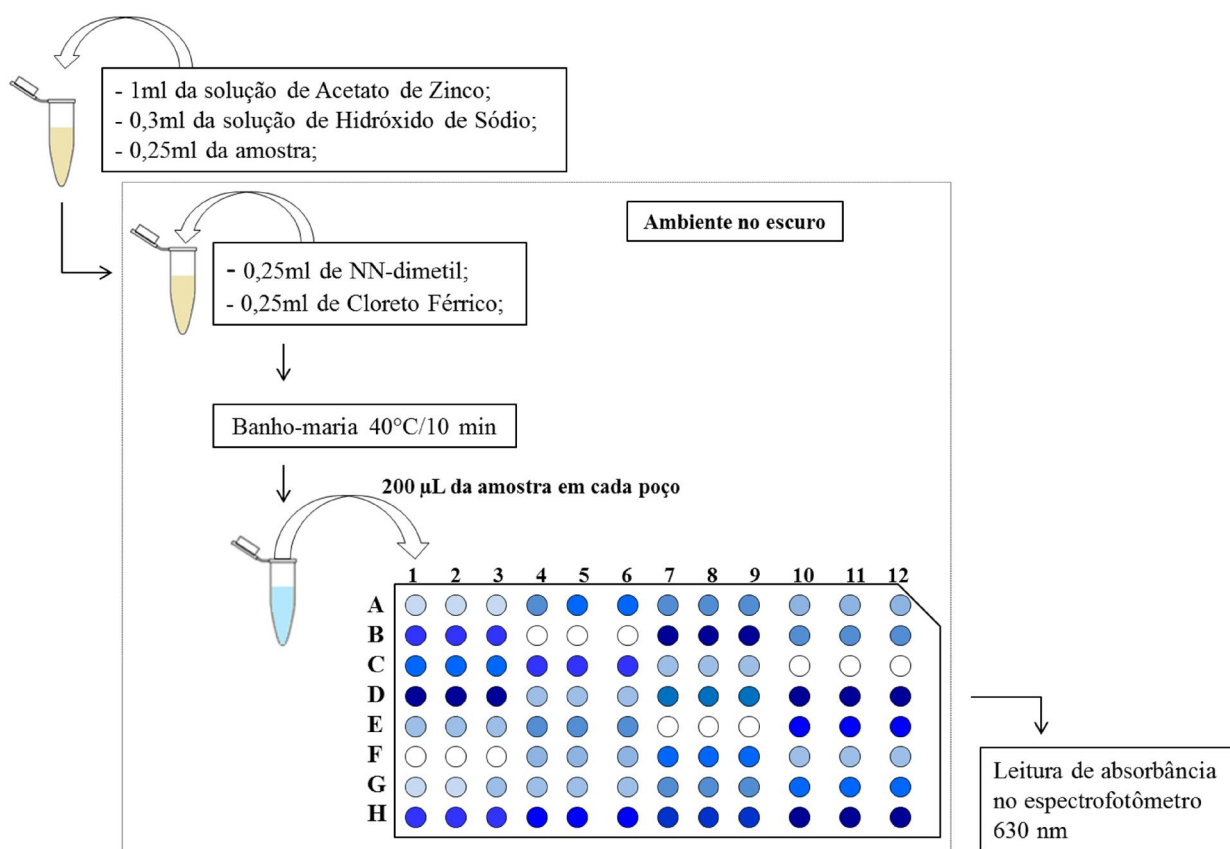 - 1ml da solução de Acetato de Zinco;
- 0,3ml da solução de Hidróxido de Sódio;
- 0,25ml da amostra;
Ambiente no escuro
- 0,25ml de NN-dimetil;
- 0,25ml de Cloreto Férrico;
Banho-maria 40°C/10 min
200 µL da amostra em cada poço
1 2 3 4 5 6 7 8 9 10 11 12
A
B
C
D
E
F
G
H
Leitura de absorbância
no espectrofotômetro
630 nm